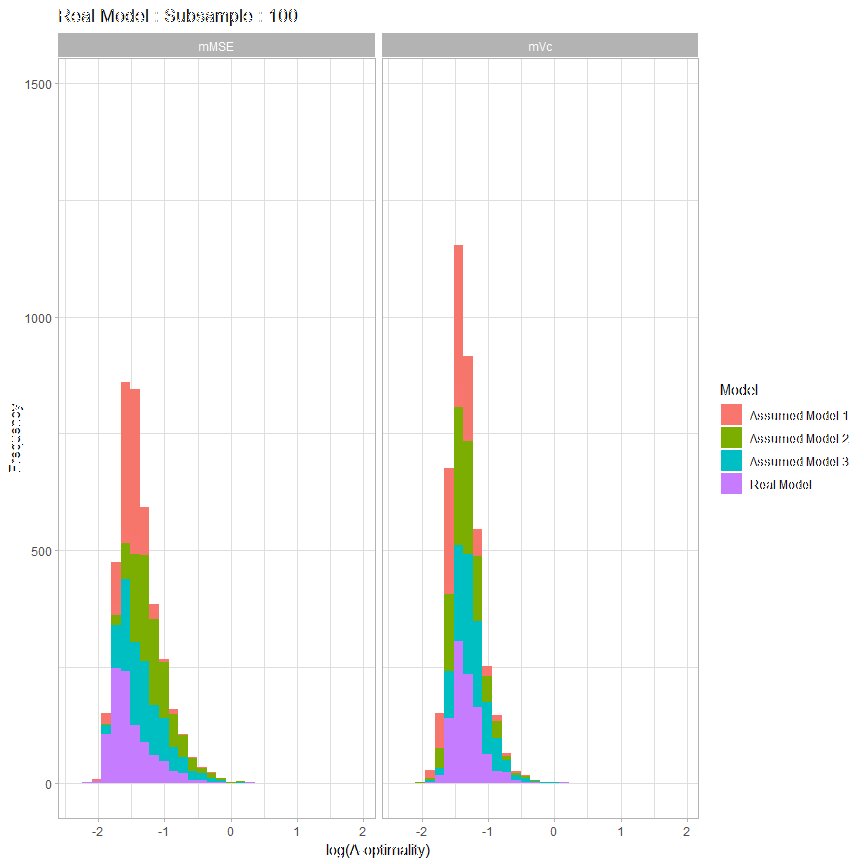 Real Model :: Subsample :: 100
mMSE
mVc
1500
1000
500
0
Frequency
-2 -1 0 1 2
-2 -1 0 1 2
log(A-optimality)
Model
Assumed Model 1
Assumed Model 2
Assumed Model 3
Real Model